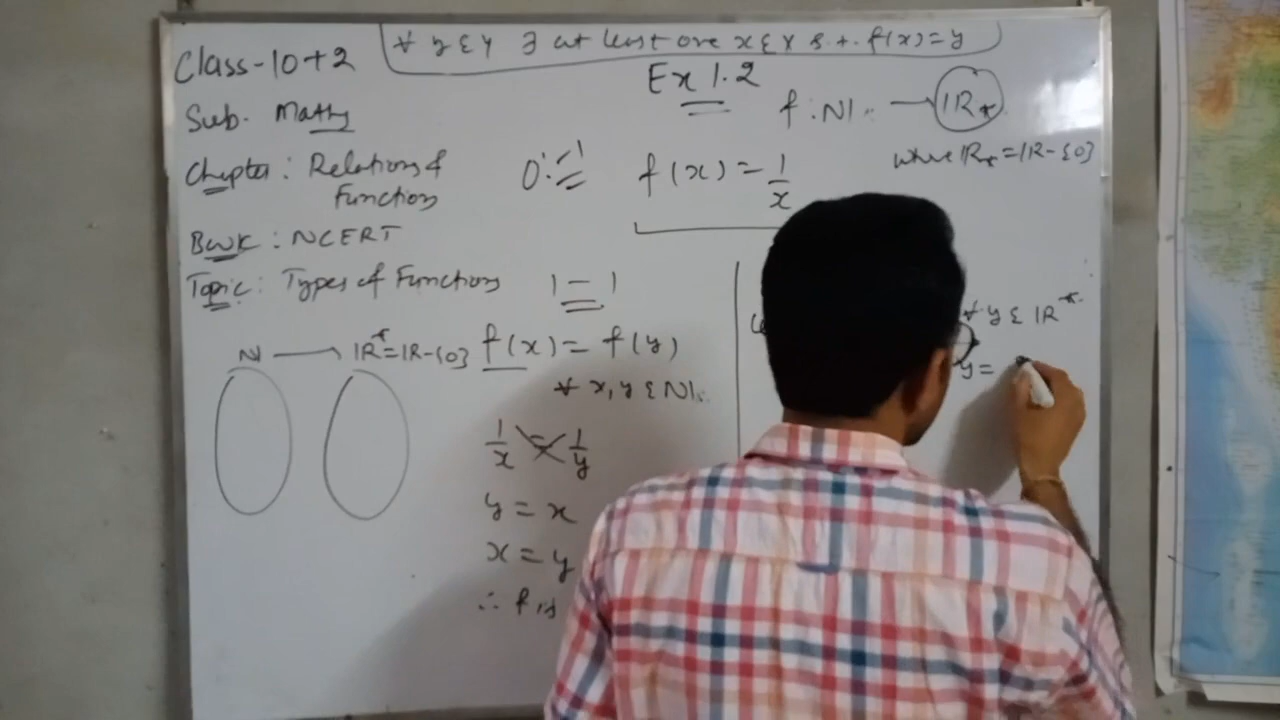 ∀ y ε Y ∃ at least one x ε X s.t. f(x)=y
Class-10+2
Ex 1.2
Sub. Maths
f : N → R*
where R* = R-{0}
Chapter : Relations &
Functions
f(x) = 1/x
Book : NCERT
Topic : Types of Functions
1 - 1
N → R* = R-{0}
f(x) = f(y)
∀ x, y ε N
1/x = 1/y
y = x
x = y
∴ f is
∀ y ε R*
y =